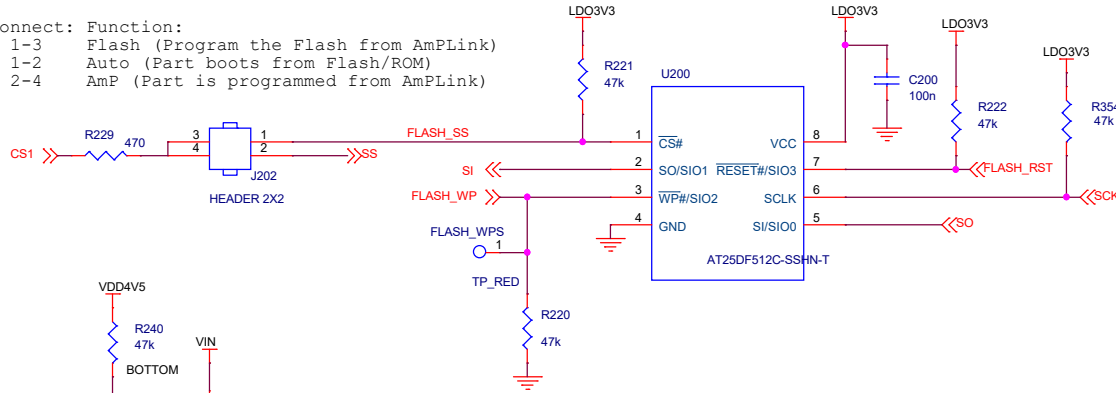 onnect: Function:
1-3 Flash (Program the Flash from AmPLink)
1-2 Auto (Part boots from Flash/ROM)
2-4 AmP (Part is programmed from AmPLink)
LDO3V3
LDO3V3
LDO3V3
LDO3V3
R221
47k
U200
C200
100n
R222
47k
R354
47k
R229
470
CS1
3
4
1
2
J202
HEADER 2X2
FLASH_SS
SS
1
CS#
VCC
8
SI
2
SO/SIO1
RESET#/SIO3
7
FLASH_RST
FLASH_WP
3
WP#/SIO2
SCLK
6
SCK
4
GND
SI/SIO0
5
SO
AT25DF512C-SSHN-T
FLASH_WPS
1
TP_RED
R220
47k
VDD4V5
R240
47k
BOTTOM
VIN